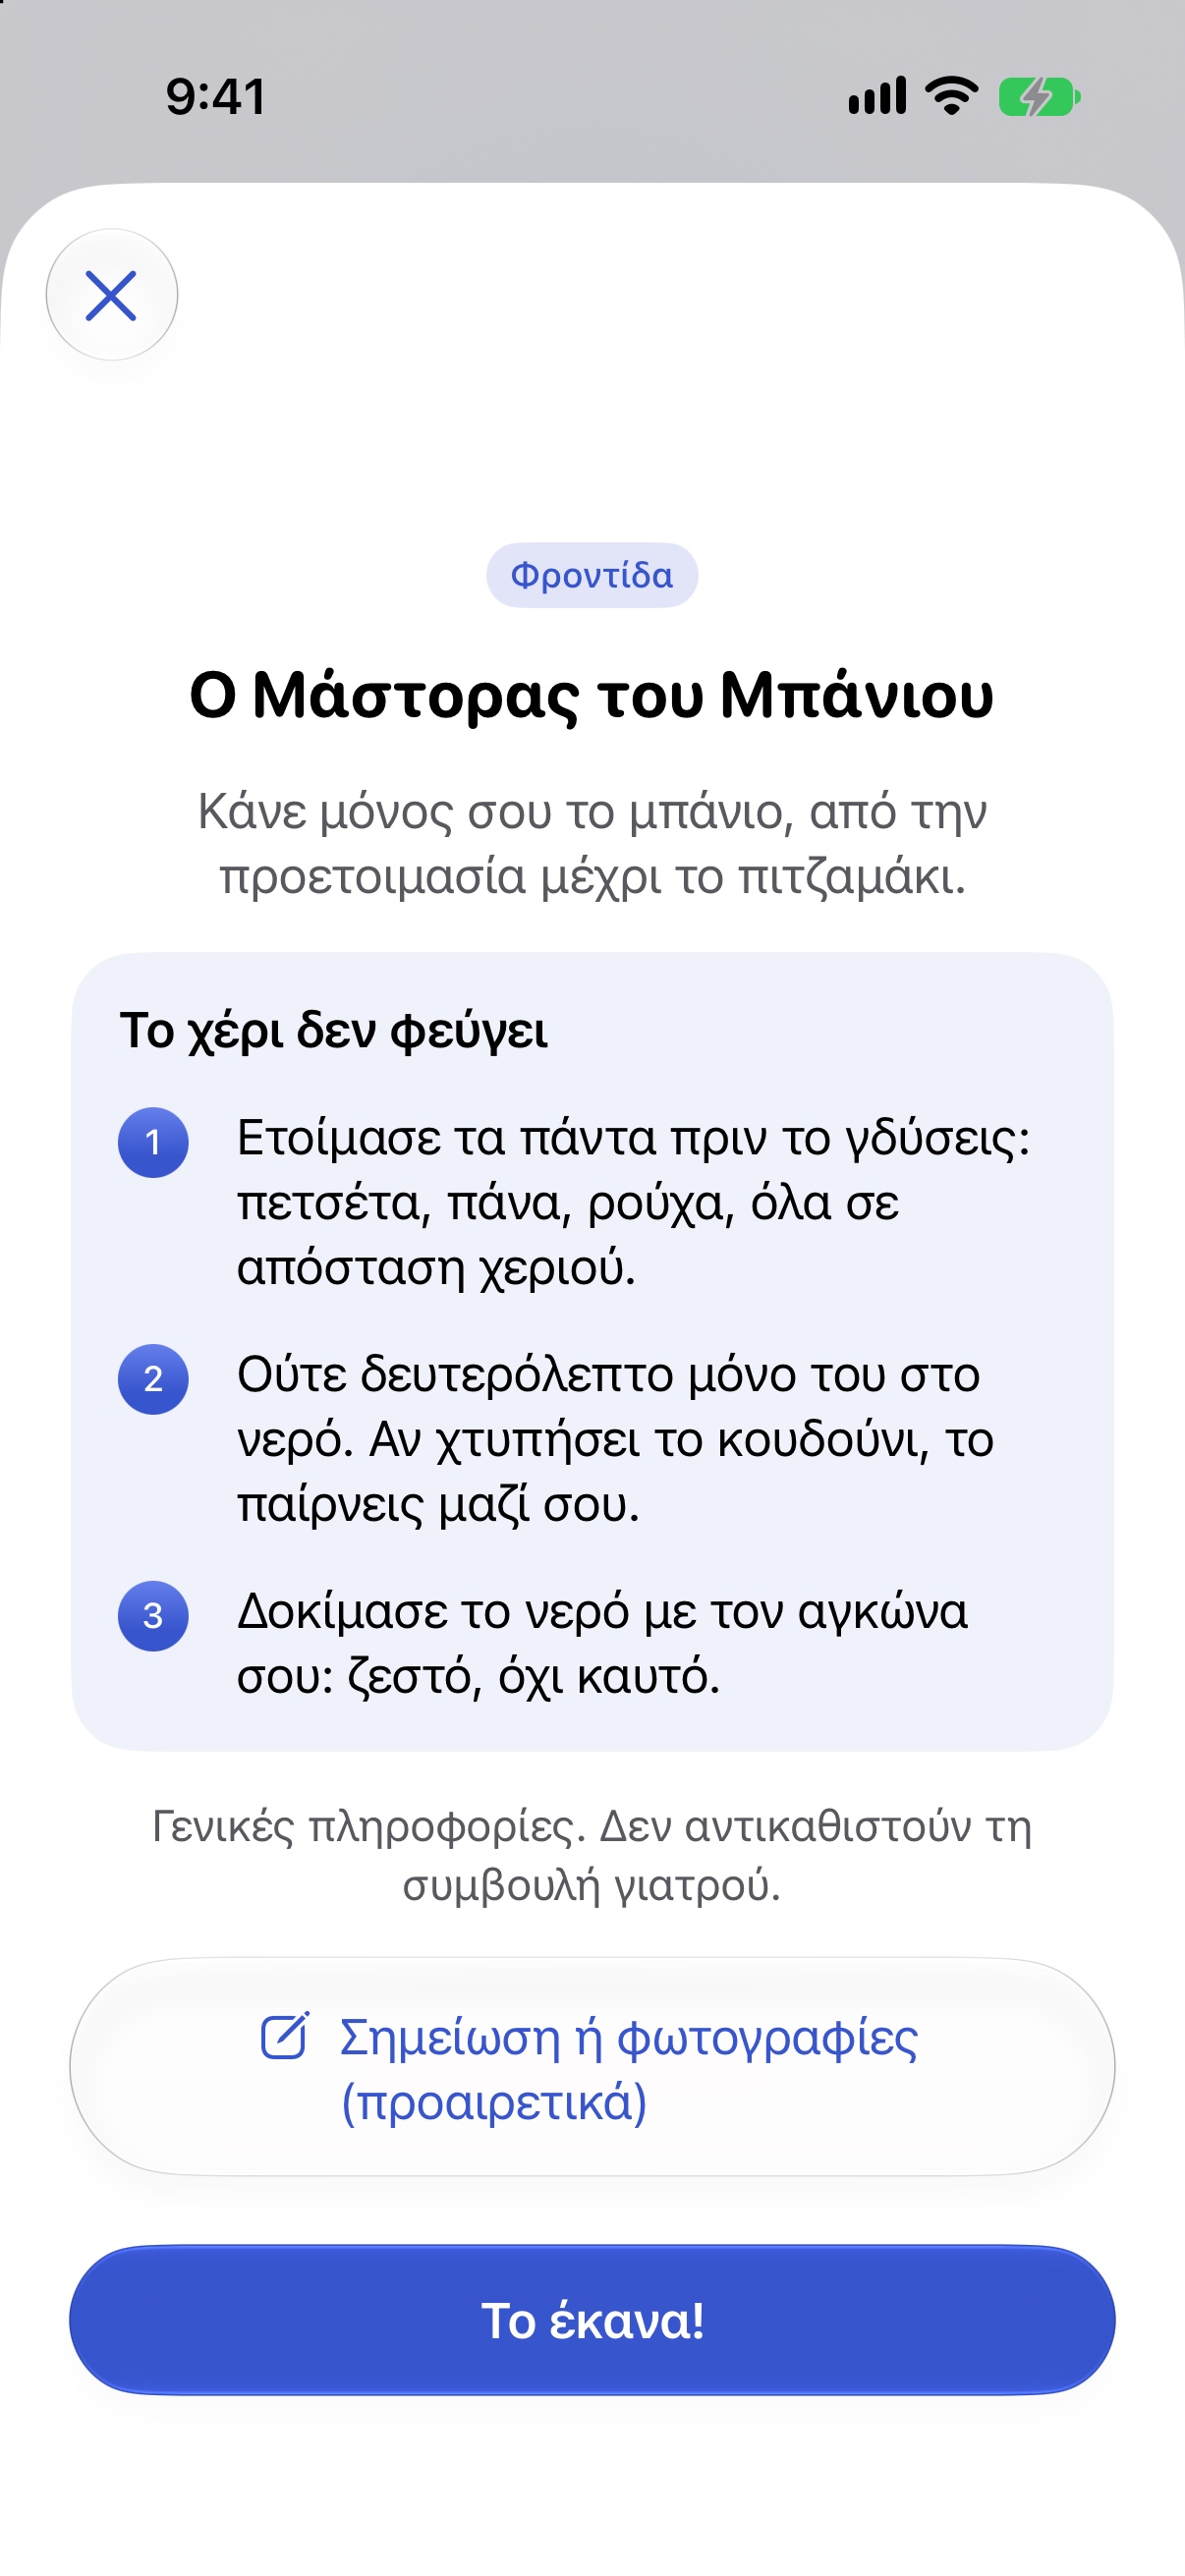 9:41
Φροντίδα
Ο Μάστορας του Μπάνιου
Κάνε μόνος σου το μπάνιο, από την
προετοιμασία μέχρι το πιτζαμάκι.
Το χέρι δεν φεύγει
1 Ετοίμασε τα πάντα πριν το γδύσεις:
πετσέτα, πάνα, ρούχα, όλα σε
απόσταση χεριού.
2 Ούτε δευτερόλεπτο μόνο του στο
νερό. Αν χτυπήσει το κουδούνι, το
παίρνεις μαζί σου.
3 Δοκίμασε το νερό με τον αγκώνα
σου: ζεστό, όχι καυτό.
Γενικές πληροφορίες. Δεν αντικαθιστούν τη
συμβουλή γιατρού.
Σημείωση ή φωτογραφίες
(προαιρετικά)
Το έκανα!